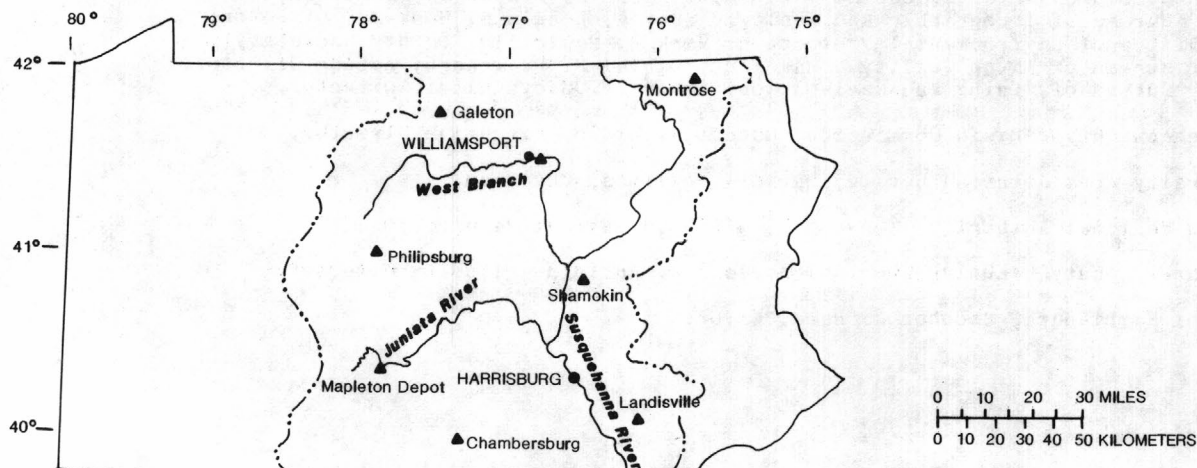 80° 79° 78° 77° 76° 75°
42°
Montrose
Galeton
WILLIAMSPORT
West Branch
41°
Philipsburg
Shamokin
Juniata River
Susquehanna River
Mapleton Depot
HARRISBURG
Landisville
0 10 20 30 MILES
40°
Chambersburg
0 10 20 30 40 50 KILOMETERS